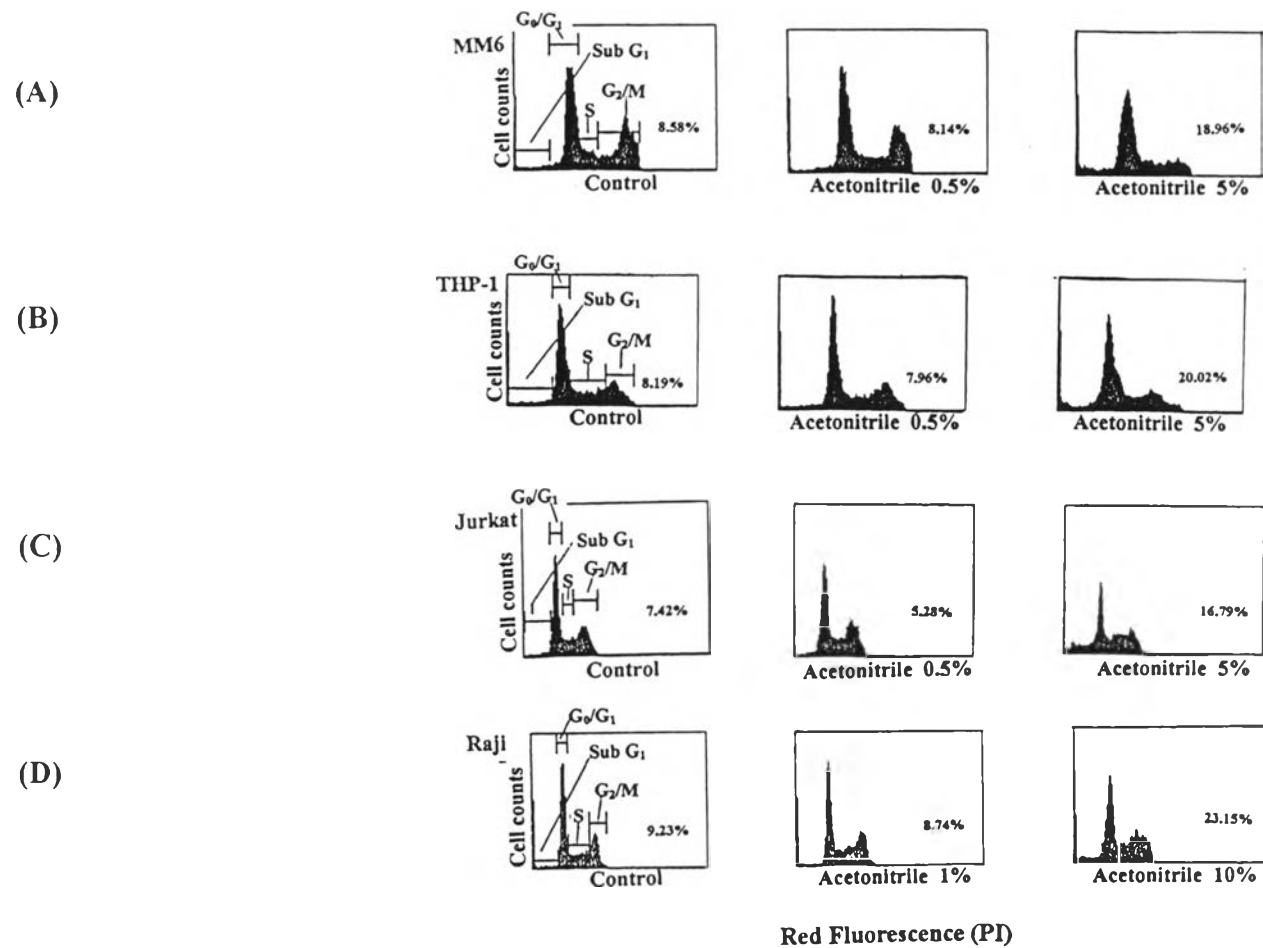 (A)
MM6
G₀/G₁
Sub G₁
S
G₂/M
8.58%
Cell counts
Control
8.14%
Acetonitrile 0.5%
18.96%
Acetonitrile 5%
(B)
THP-1
G₀/G₁
Sub G₁
S
G₂/M
8.19%
Cell counts
Control
7.96%
Acetonitrile 0.5%
20.02%
Acetonitrile 5%
(C)
Jurkat
G₀/G₁
Sub G₁
S
G₂/M
7.42%
Cell counts
Control
5.28%
Acetonitrile 0.5%
16.79%
Acetonitrile 5%
(D)
Raji
G₀/G₁
Sub G₁
S
G₂/M
9.23%
Cell counts
Control
8.74%
Acetonitrile 1%
23.15%
Acetonitrile 10%
Red Fluorescence (PI)